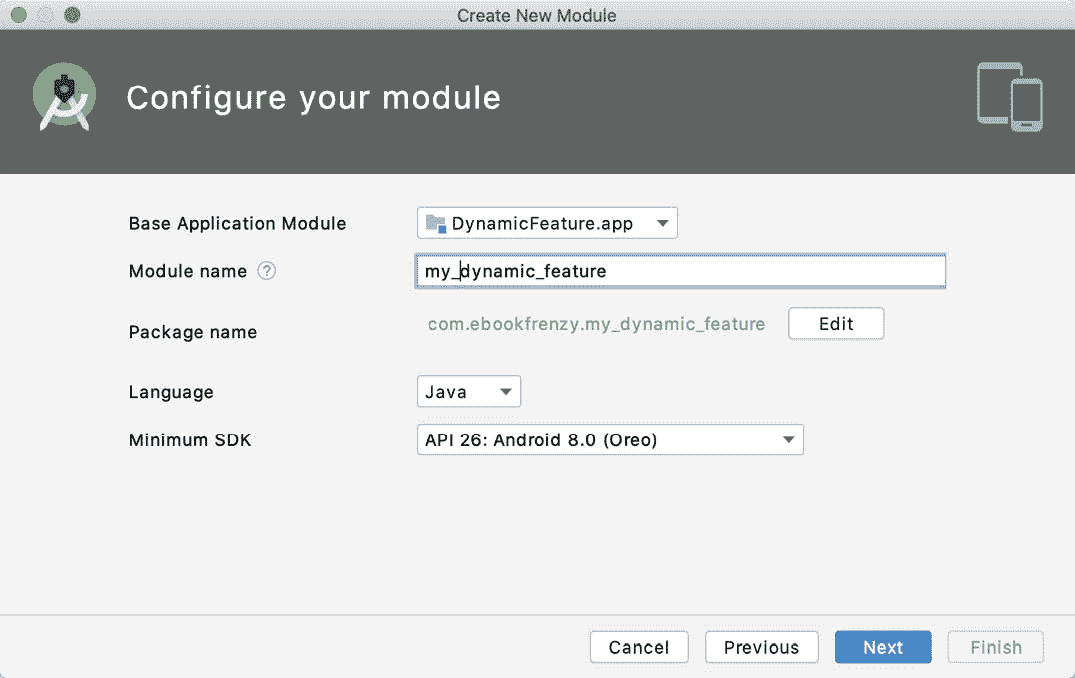 Create New Module
Configure your module
Base Application Module DynamicFeature.app
Module name ? my_dynamic_feature
Package name com.ebookfrenzy.my_dynamic_feature Edit
Language Java
Minimum SDK API 26: Android 8.0 (Oreo)
Cancel Previous Next Finish